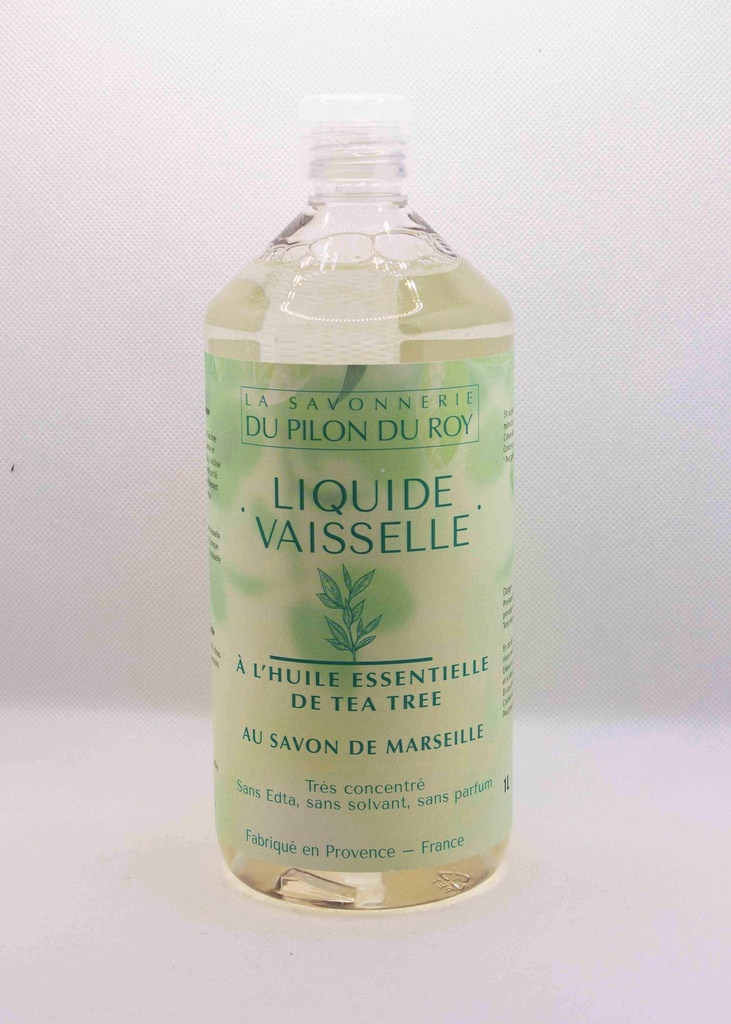 LA SAVONNERIE
DU PILON DU ROY
. LIQUIDE .
VAISSELLE
À L'HUILE ESSENTIELLE
DE TEA TREE
AU SAVON DE MARSEILLE
Très concentré
Sans Edta, sans solvant, sans parfum
Fabriqué en Provence – France
1L